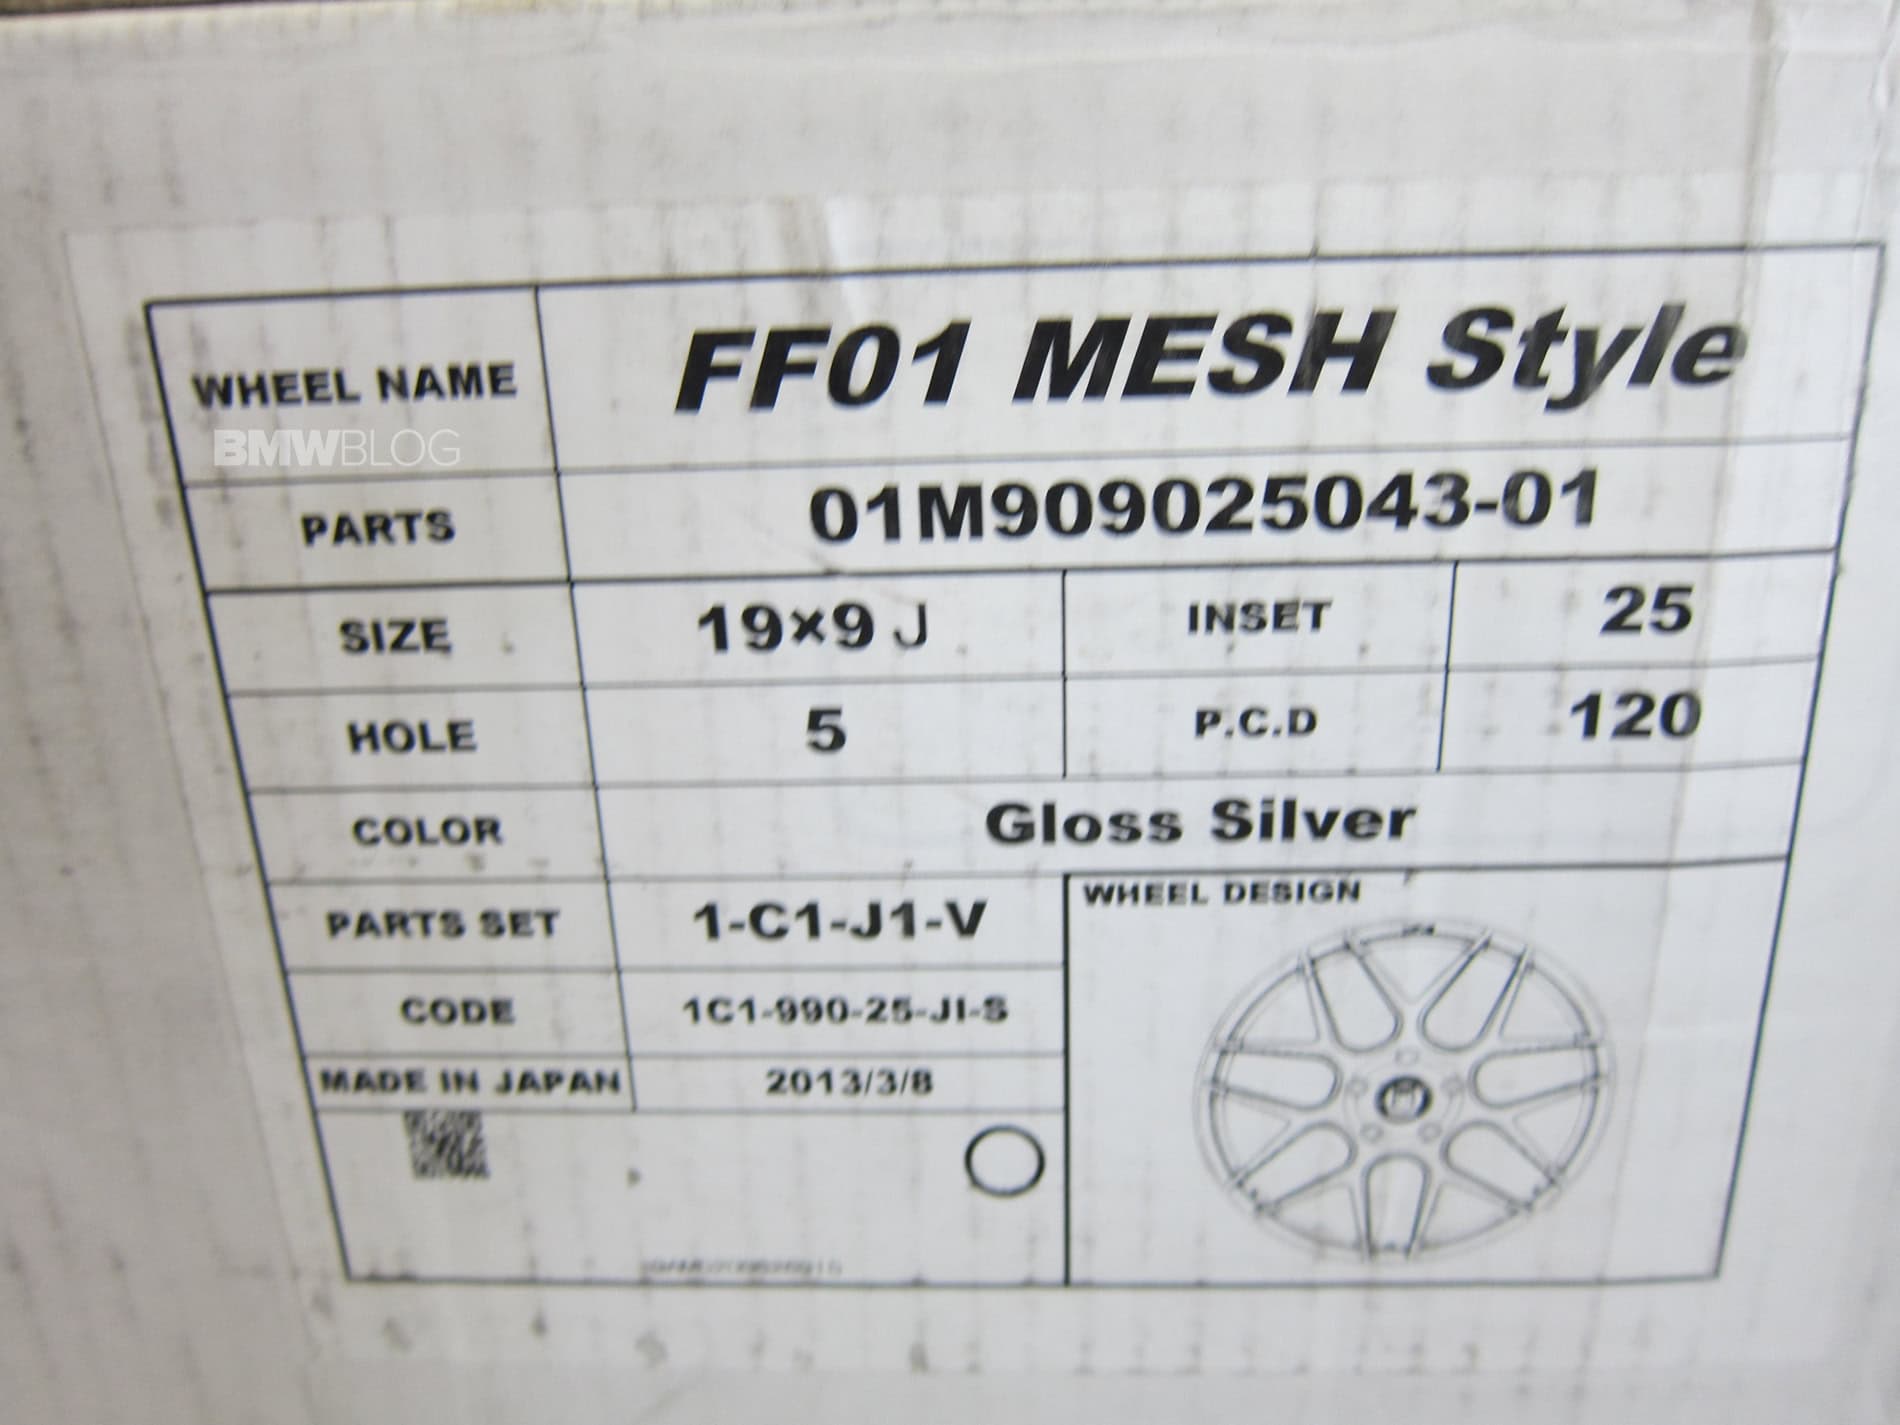 WHEEL NAME FF01 MESH Style
BMWBLOG
PARTS 01M909025043-01
SIZE 19×9 J INSET 25
HOLE 5 P.C.D 120
COLOR Gloss Silver
PARTS SET 1-C1-J1-V WHEEL DESIGN
CODE 1C1-990-25-JI-S
MADE IN JAPAN 2013/3/8